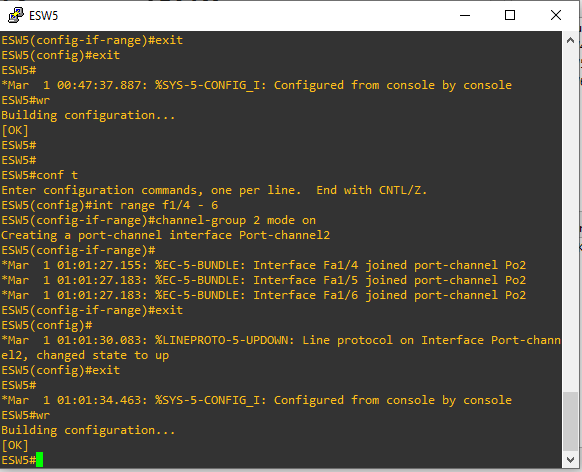 ESW5
ESW5(config-if-range)#exit
ESW5(config)#exit
ESW5#
*Mar  1 00:47:37.887: %SYS-5-CONFIG_I: Configured from console by console
ESW5#wr
Building configuration...
[OK]
ESW5#
ESW5#
ESW5#conf t
Enter configuration commands, one per line.  End with CNTL/Z.
ESW5(config)#int range f1/4 - 6
ESW5(config-if-range)#channel-group 2 mode on
Creating a port-channel interface Port-channel2
ESW5(config-if-range)#
*Mar  1 01:01:27.155: %EC-5-BUNDLE: Interface Fa1/4 joined port-channel Po2
*Mar  1 01:01:27.183: %EC-5-BUNDLE: Interface Fa1/5 joined port-channel Po2
*Mar  1 01:01:27.183: %EC-5-BUNDLE: Interface Fa1/6 joined port-channel Po2
ESW5(config-if-range)#exit
ESW5(config)#
*Mar  1 01:01:30.083: %LINEPROTO-5-UPDOWN: Line protocol on Interface Port-chann
el2, changed state to up
ESW5(config)#exit
ESW5#
*Mar  1 01:01:34.463: %SYS-5-CONFIG_I: Configured from console by console
ESW5#wr
Building configuration...
[OK]
ESW5#